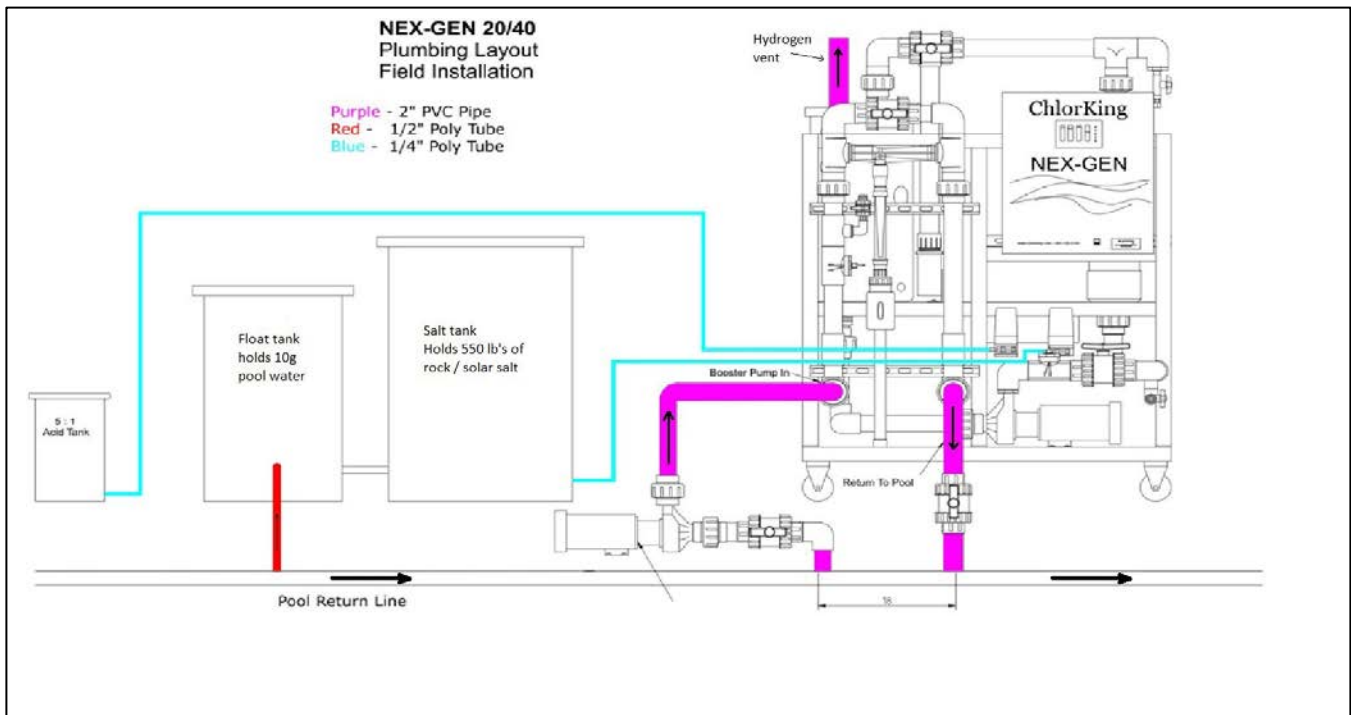 NEX-GEN 20/40
Plumbing Layout
Field Installation
Purple - 2" PVC Pipe
Red - 1/2" Poly Tube
Blue - 1/4" Poly Tube
Hydrogen
vent
ChlorKing
NEX-GEN
Float tank
holds 10g
pool water
Salt tank
Holds 550 lb's of
rock / solar salt
5 : 1
Acid Tank
Booster Pump In
Return To Pool
Pool Return Line
18